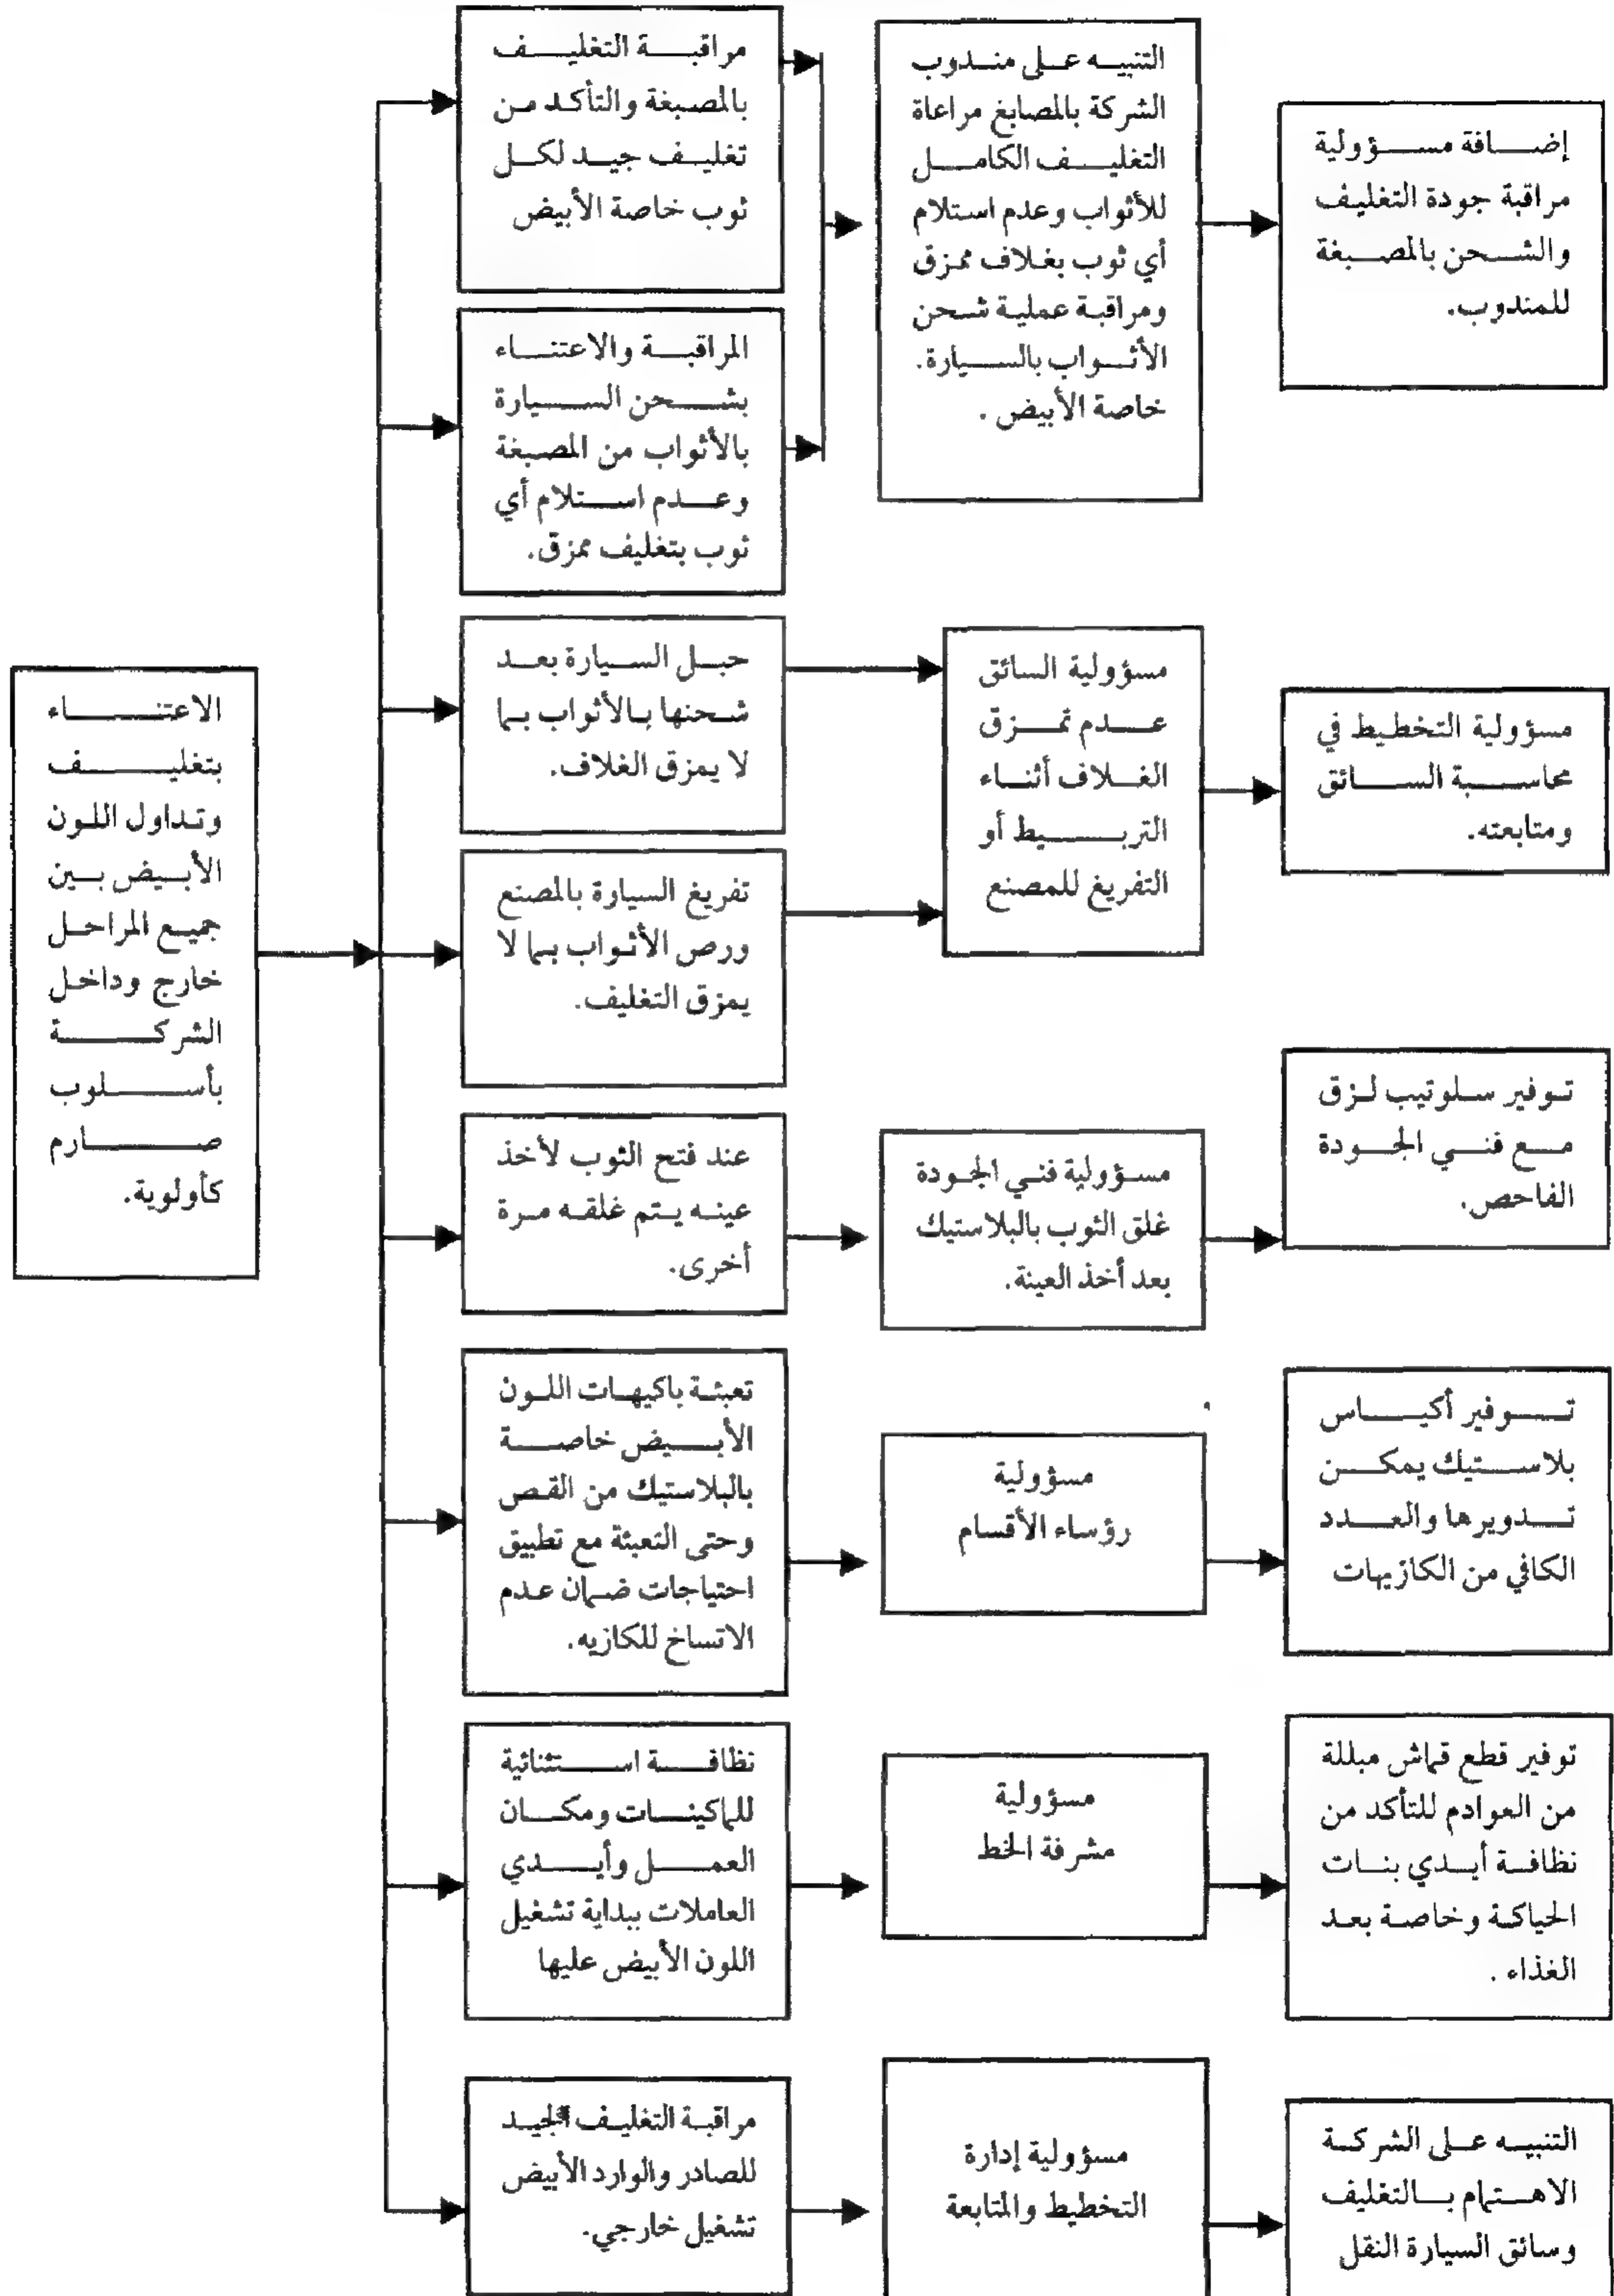 الاعتناء
بتغليف
وتداول اللون
الأبيض بين
جميع المراحل
خارج وداخل
الشركة
بأسلوب
صارم
كأولوية.
مراقبة التغليف
بالمصبغة والتأكد من
تغليف جيد لكل
ثوب خاصة الأبيض
المراقبة والاعتناء
بشحن السيارة
بالأثواب من المصبغة
وعدم استلام أي
ثوب بتغليف ممزق.
التنبيه على مندوب
الشركة بالمصابغ مراعاة
التغليف الكامل
للأثواب وعدم استلام
أي ثوب بغلاف ممزق
ومراقبة عملية شحن
الأثواب بالسيارة.
خاصة الأبيض .
إضافة مسؤولية
مراقبة جودة التغليف
والشحن بالمصبغة
للمندوب.
حبل السيارة بعد
شحنها بالأثواب بما
لا يمزق الغلاف.
تفريغ السيارة بالمصنع
ورص الأثواب بما لا
يمزق التغليف.
مسؤولية السائق
عدم تمزق
الغلاف أثناء
التربيط أو
التفريغ للمصنع
مسؤولية التخطيط في
محاسبة السائق
ومتابعته.
عند فتح الثوب لأخذ
عينه يتم غلقه مرة
أخرى.
مسؤولية فني الجودة
غلق الثوب بالبلاستيك
بعد أخذ العينة.
توفير سلوتيب لزق
مع فني الجودة
الفاحص.
تعبئة باكيهات اللون
الأبيض خاصة
بالبلاستيك من القص
وحتى التعبئة مع تطبيق
احتياجات ضمان عدم
الاتساخ للكازيه.
مسؤولية
رؤساء الأقسام
توفير أكياس
بلاستيك يمكن
تدويرها والعدد
الكافي من الكازيهات
نظافة استثنائية
للماكينات ومكان
العمل وأيدي
العاملات ببداية تشغيل
اللون الأبيض عليها
مسؤولية
مشرفة الخط
توفير قطع قماش مبللة
من العوادم للتأكد من
نظافة أيدي بنات
الحياكة وخاصة بعد
الغذاء .
مراقبة التغليف الجيد
للصادر والوارد الأبيض
تشغيل خارجي.
مسؤولية إدارة
التخطيط والمتابعة
التنبيه على الشركة
الاهتمام بالتغليف
وسائق السيارة النقل